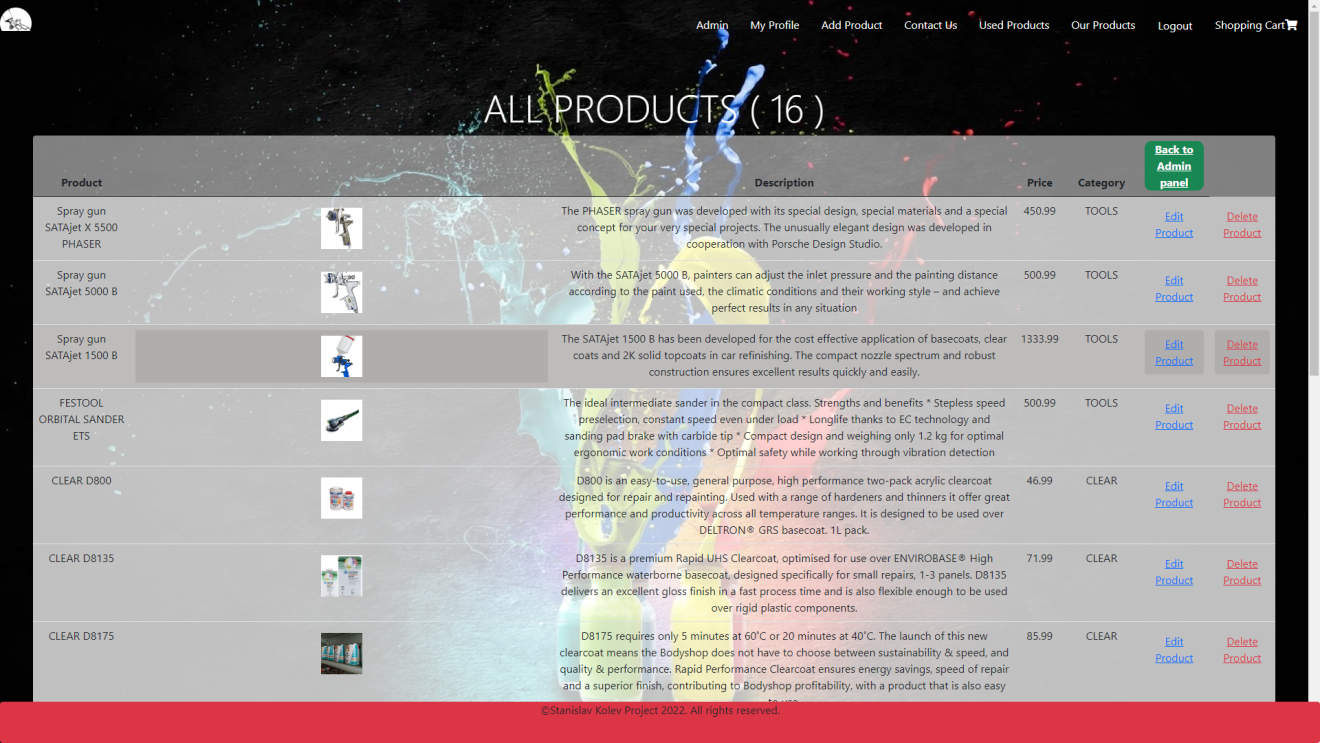 Admin My Profile Add Product Contact Us Used Products Our Products Logout Shopping Cart
ALL PRODUCTS ( 16 )
Product Description Price Category Back to
Admin
panel
Spray gun
SATAjet X 5500
PHASER
The PHASER spray gun was developed with its special design, special materials and a special
concept for your very special projects. The unusually elegant design was developed in
cooperation with Porsche Design Studio.
450.99
TOOLS
Edit
Product
Delete
Product
Spray gun
SATAjet 5000 B
With the SATAjet 5000 B, painters can adjust the inlet pressure and the painting distance
according to the paint used, the climatic conditions and their working style – and achieve
perfect results in any situation
500.99
TOOLS
Edit
Product
Delete
Product
Spray gun
SATAjet 1500 B
The SATAjet 1500 B has been developed for the cost effective application of basecoats, clear
coats and 2K solid topcoats in car refinishing. The compact nozzle spectrum and robust
construction ensures excellent results quickly and easily.
1333.99
TOOLS
Edit
Product
Delete
Product
FESTOOL
ORBITAL SANDER
ETS
The ideal intermediate sander in the compact class. Strengths and benefits * Stepless speed
preselection, constant speed even under load * Longlife thanks to EC technology and
sanding pad brake with carbide tip * Compact design and weighing only 1.2 kg for optimal
ergonomic work conditions * Optimal safety while working through vibration detection
500.99
TOOLS
Edit
Product
Delete
Product
CLEAR D800
D800 is an easy-to-use, general purpose, high performance two-pack acrylic clearcoat
designed for repair and repainting. Used with a range of hardeners and thinners it offer great
performance and productivity across all temperature ranges. It is designed to be used over
DELTRON® GRS basecoat. 1L pack.
46.99
CLEAR
Edit
Product
Delete
Product
CLEAR D8135
D8135 is a premium Rapid UHS Clearcoat, optimised for use over ENVIROBASE® High
Performance waterborne basecoat, designed specifically for small repairs, 1-3 panels. D8135
delivers an excellent gloss finish in a fast process time and is also flexible enough to be used
over rigid plastic components.
71.99
CLEAR
Edit
Product
Delete
Product
CLEAR D8175
D8175 requires only 5 minutes at 60˚C or 20 minutes at 40˚C. The launch of this new
clearcoat means the Bodyshop does not have to choose between sustainability & speed, and
quality & performance. Rapid Performance Clearcoat ensures energy savings, speed of repair
and a superior finish, contributing to Bodyshop profitability, with a product that is also easy
85.99
CLEAR
Edit
Product
Delete
Product
©Stanislav Kolev Project 2022. All rights reserved.